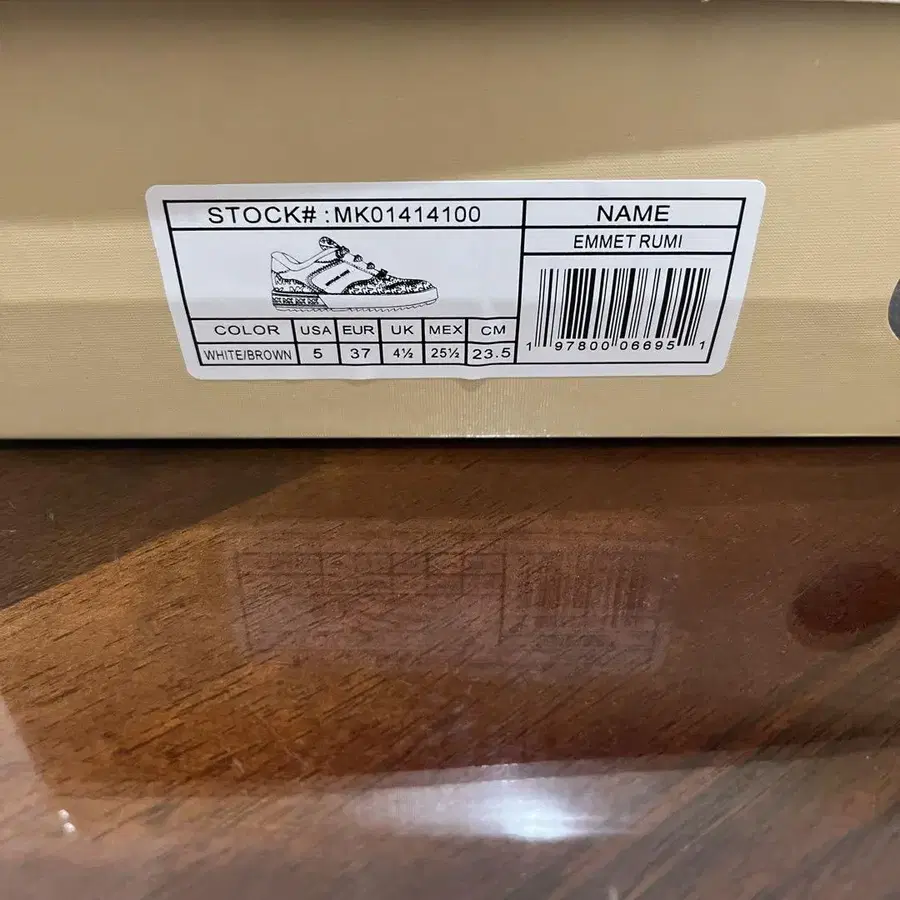 STOCK# : MK01414100
NAME
EMMET RUMI
COLOR USA EUR UK MEX CM
WHITE/BROWN 5 37 4½ 25½ 23.5
1 97800 06695 1